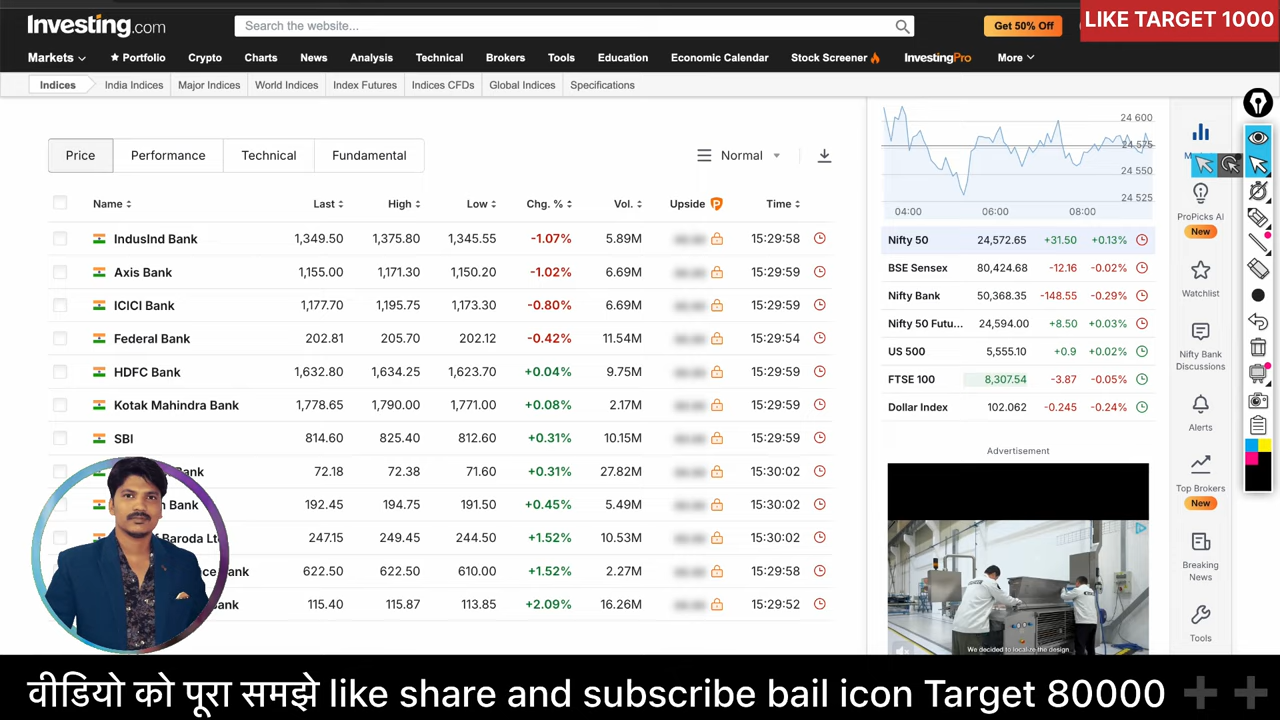 Investing.com
Search the website...
Get 50% Off
LIKE TARGET 1000
Markets
Portfolio
Crypto
Charts
News
Analysis
Technical
Brokers
Tools
Education
Economic Calendar
Stock Screener
InvestingPro
More
Indices
India Indices
Major Indices
World Indices
Index Futures
Indices CFDs
Global Indices
Specifications
Price
Performance
Technical
Fundamental
Normal
Name Last High Low Chg. % Vol. Upside Time
IndusInd Bank 1,349.50 1,375.80 1,345.55 -1.07% 5.89M 15:29:58
Axis Bank 1,155.00 1,171.30 1,150.20 -1.02% 6.69M 15:29:59
ICICI Bank 1,177.70 1,195.75 1,173.30 -0.80% 6.69M 15:29:59
Federal Bank 202.81 205.70 202.12 -0.42% 11.54M 15:29:54
HDFC Bank 1,632.80 1,634.25 1,623.70 +0.04% 9.75M 15:29:59
Kotak Mahindra Bank 1,778.65 1,790.00 1,771.00 +0.08% 2.17M 15:29:59
SBI 814.60 825.40 812.60 +0.31% 10.15M 15:29:59
Bank 72.18 72.38 71.60 +0.31% 27.82M 15:30:02
Bank 192.45 194.75 191.50 +0.45% 5.49M 15:30:02
Baroda 247.15 249.45 244.50 +1.52% 10.53M 15:30:02
Bank 622.50 622.50 610.00 +1.52% 2.27M 15:29:58
Bank 115.40 115.87 113.85 +2.09% 16.26M 15:29:52
24 600
24 575
24 550
24 525
04:00 06:00 08:00
Nifty 50 24,572.65 +31.50 +0.13%
BSE Sensex 80,424.68 -12.16 -0.02%
Nifty Bank 50,368.35 -148.55 -0.29%
Nifty 50 Futu... 24,594.00 +8.50 +0.03%
US 500 5,555.10 +0.9 +0.02%
FTSE 100 8,307.54 -3.87 -0.05%
Dollar Index 102.062 -0.245 -0.24%
Advertisement
We decided to localize the design
ProPicks AI
New
Watchlist
Nifty Bank
Discussions
Alerts
Top Brokers
New
Breaking
News
Tools
वीडियो को पूरा समझे like share and subscribe bail icon Target 80000